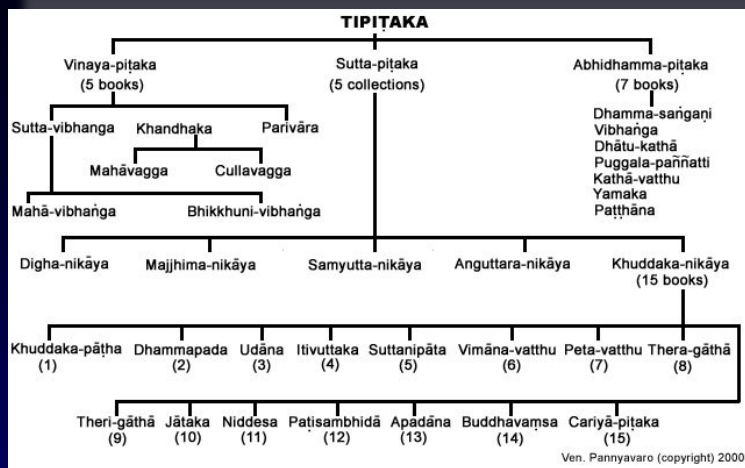 TIPIṬAKA
Vinaya-piṭaka Sutta-piṭaka Abhidhamma-piṭaka
(5 books) (5 collections) (7 books)
Sutta-vibhanga Khandhaka Parivāra
Mahāvagga Cullavagga
Mahā-vibhaṅga Bhikkhuni-vibhaṅga
Dhamma-saṅgaṇi
Vibhaṅga
Dhātu-kathā
Puggala-paññatti
Kathā-vatthu
Yamaka
Paṭṭhāna
Digha-nikāya Majjhima-nikāya Samyutta-nikāya Anguttara-nikāya Khuddaka-nikāya
(15 books)
Khuddaka-pāṭha Dhammapada Udāna Itivuttaka Suttanipāta Vimāna-vatthu Peta-vatthu Thera-gāthā
(1) (2) (3) (4) (5) (6) (7) (8)
Theri-gāthā Jātaka Niddesa Paṭisambhidā Apadāna Buddhavaṃsa Cariyā-piṭaka
(9) (10) (11) (12) (13) (14) (15)
Ven. Pannyavaro (copyright) 2000